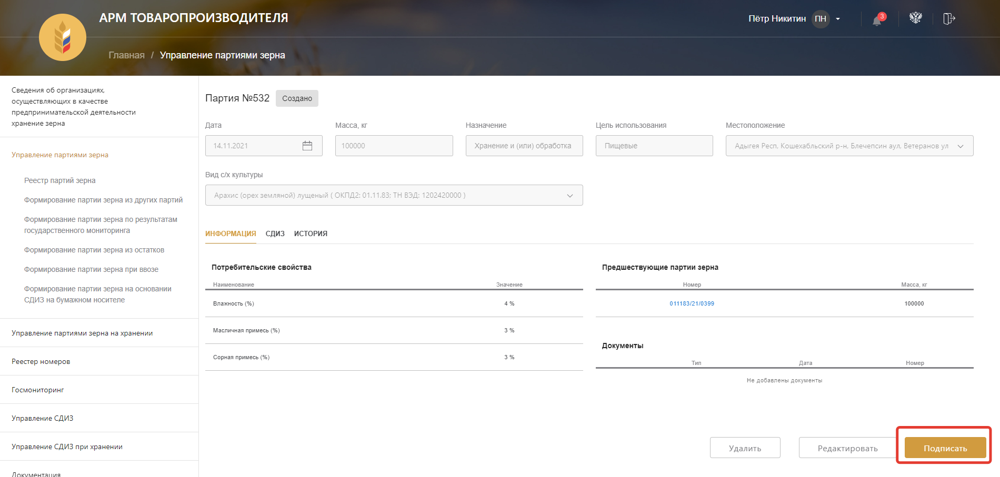 АРМ ТОВАРОПРОИЗВОДИТЕЛЯ
Пётр Никитин ПН
3
Главная / Управление партиями зерна
Сведения об организациях,
осуществляющих в качестве
предпринимательской деятельности
хранение зерна
Управление партиями зерна
Реестр партий зерна
Формирование партии зерна из других партий
Формирование партии зерна по результатам
государственного мониторинга
Формирование партии зерна из остатков
Формирование партии зерна при ввозе
Формирование партии зерна на основании
СДИЗ на бумажном носителе
Управление партиями зерна на хранении
Реестер номеров
Госмониторинг
Управление СДИЗ
Управление СДИЗ при хранении
Документация
Партия №532 Создано
Дата Масса, кг Назначение Цель использования Местоположение
14.11.2021 100000 Хранение и (или) обработка Пищевые Адыгея Респ, Кошехабльский р-н, Блечепсин аул, Ветеранов ул
Вид с/х культуры
Арахис (орех земляной) лущеный ( ОКПД2: 01.11.83; ТН ВЭД: 1202420000 )
ИНФОРМАЦИЯ СДИЗ ИСТОРИЯ
Потребительские свойства
Наименование Значение
Влажность (%) 4 %
Масличная примесь (%) 3 %
Сорная примесь (%) 3 %
Предшествующие партии зерна
Номер Масса, кг
011183/21/0399 100000
Документы
Тип Дата Номер
Не добавлены документы
Удалить Редактировать Подписать